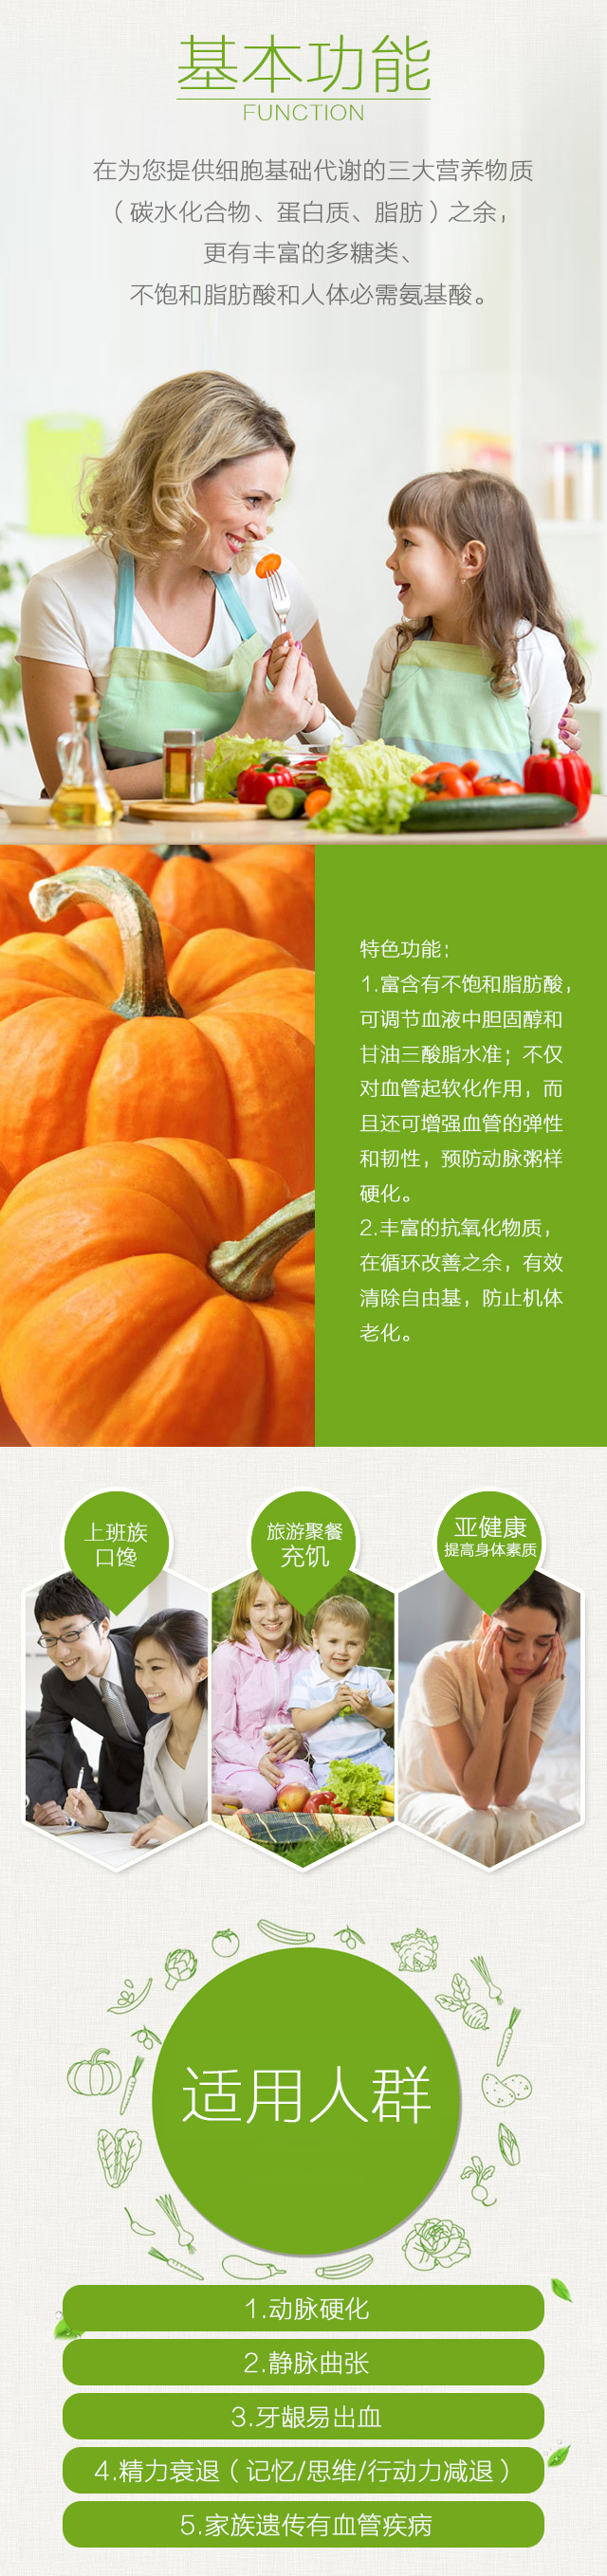 基本功能
FUNCTION
在为您提供细胞基础代谢的三大营养物质
（碳水化合物、蛋白质、脂肪）之余，
更有丰富的多糖类、
不饱和脂肪酸和人体必需氨基酸。
特色功能：
1.富含有不饱和脂肪酸，
可调节血液中胆固醇和
甘油三酸脂水准；不仅
对血管起软化作用，而
且还可增强血管的弹性
和韧性，预防动脉粥样
硬化。
2.丰富的抗氧化物质，
在循环改善之余，有效
清除自由基，防止机体
老化。
上班族
口馋
旅游聚餐
充饥
亚健康
提高身体素质
适用人群
1.动脉硬化
2.静脉曲张
3.牙龈易出血
4.精力衰退（记忆/思维/行动力减退）
5.家族遗传有血管疾病